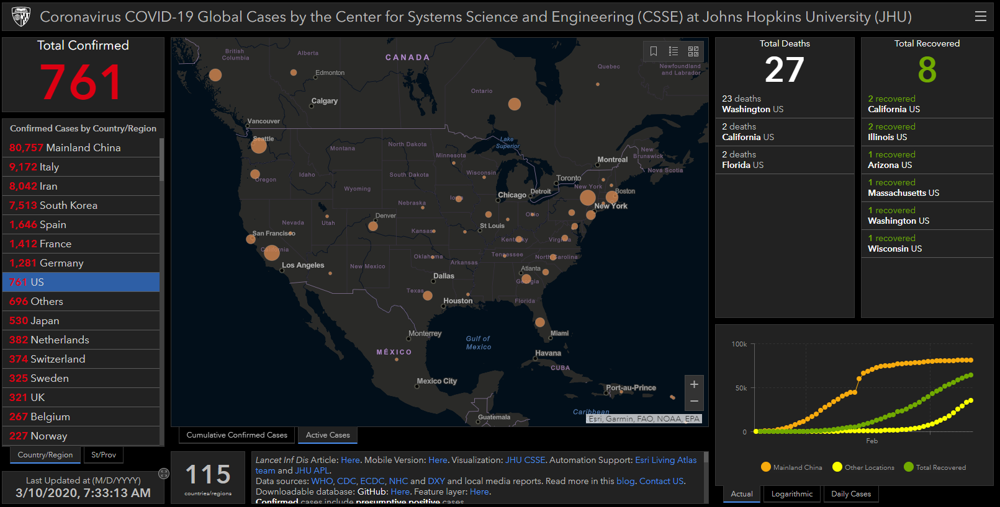 Coronavirus COVID-19 Global Cases by the Center for Systems Science and Engineering (CSSE) at Johns Hopkins University (JHU)
Total Confirmed
761
Confirmed Cases by Country/Region
80,757 Mainland China
9,172 Italy
8,042 Iran
7,513 South Korea
1,646 Spain
1,412 France
1,281 Germany
761 US
696 Others
530 Japan
382 Netherlands
374 Switzerland
325 Sweden
321 UK
267 Belgium
227 Norway
Country/Region
St/Prov
Last Updated at (M/D/YYYY)
3/10/2020, 7:33:13 AM
British
Columbia
Alberta
CANADA
Edmonton
Calgary
Vancouver
Seattle
Ontario
Quebec
Newfoundland
and Labrador
Lake
Superior
Montana
North Dakota
Minnesota
New
Brunswick
Nova Scotia
Montreal
Oregon
Idaho
South Dakota
Wisconsin
Toronto
Wyoming
New York
Boston
Detroit
Chicago
Iowa
Nebraska
New York
Denver
Nevada
Utah
Ohio
St Louis
San Francisco
Kansas
Kentucky
Virginia
California
Los Angeles
New Mexico
Oklahoma
Arkansas
Tennessee
North Carolina
Atlanta
Georgia
Dallas
Texas
Houston
Florida
Monterrey
Gulf of
Mexico
Miami
MÉXICO
Havana
CUBA
Mexico City
Port-au-Prince
Caribbean
Guatemala
Esri, Garmin, FAO, NOAA, EPA
+
−
Cumulative Confirmed Cases
Active Cases
115
countries/regions
Lancet Inf Dis Article: Here. Mobile Version: Here. Visualization: JHU CSSE. Automation Support: Esri Living Atlas
team and JHU APL.
Data sources: WHO, CDC, ECDC, NHC and DXY and local media reports. Read more in this blog. Contact US.
Downloadable database: GitHub: Here. Feature layer: Here.
Confirmed cases include presumptive positive cases
Total Deaths
27
23 deaths
Washington US
2 deaths
California US
2 deaths
Florida US
Total Recovered
8
2 recovered
California US
2 recovered
Illinois US
1 recovered
Arizona US
1 recovered
Massachusetts US
1 recovered
Washington US
1 recovered
Wisconsin US
100k
50k
0
Feb
Mainland China
Other Locations
Total Recovered
Actual
Logarithmic
Daily Cases